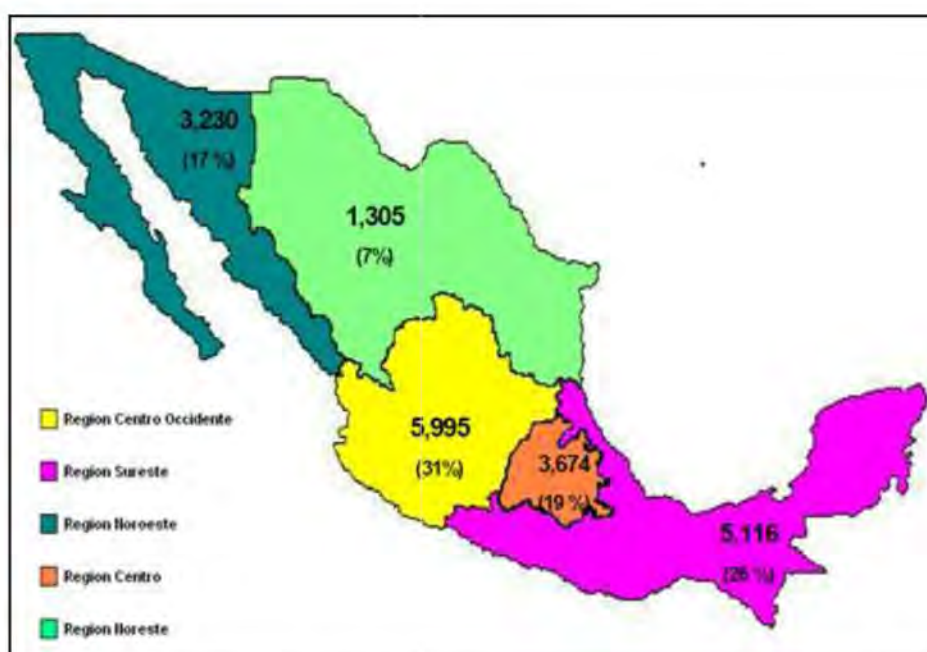 3,230
(17 %)
1,305
(7%)
5,995
(31%)
3,674
(19 %)
5,116
(26 %)
Region Centro Occidente
Region Sureste
Region Noroeste
Region Centro
Region Noreste